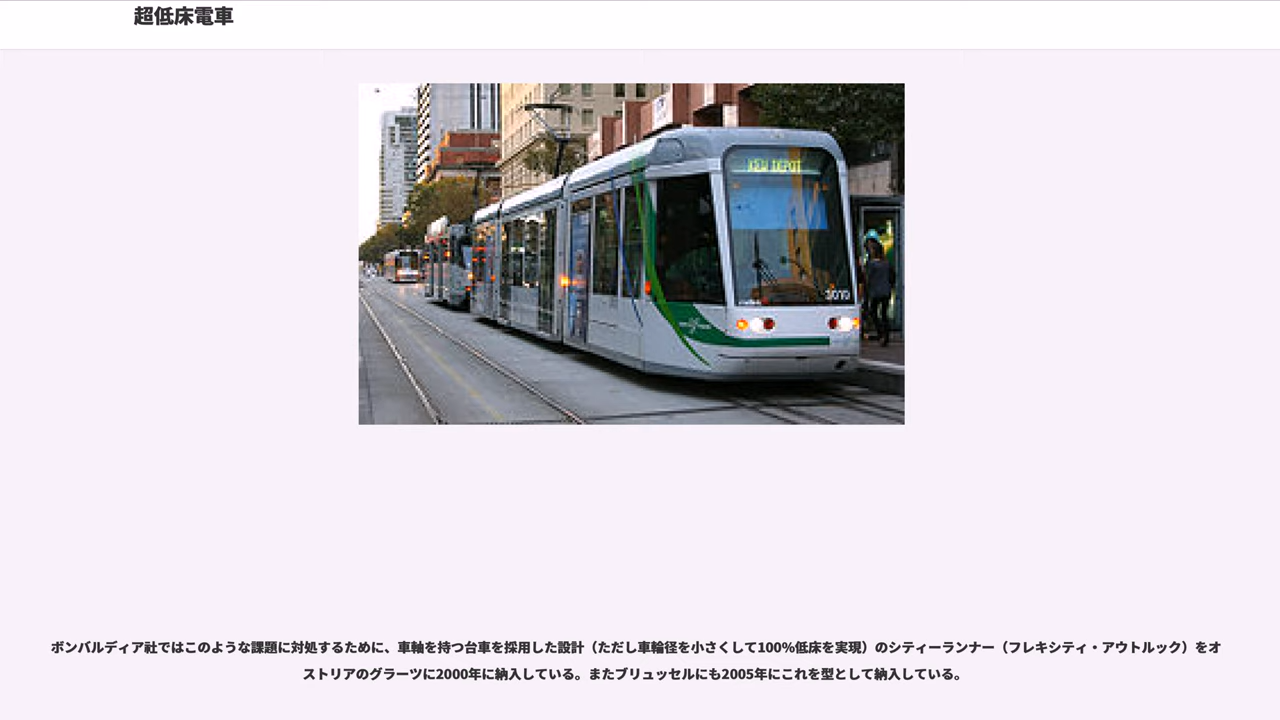 超低床電車
KEW DEPOT
3010
ボンバルディア社ではこのような課題に対処するために、車軸を持つ台車を採用した設計（ただし車輪径を小さくして100%低床を実現）のシティーランナー（フレキシティ・アウトルック）をオ
ストリアのグラーツに2000年に納入している。またブリュッセルにも2005年にこれを型として納入している。